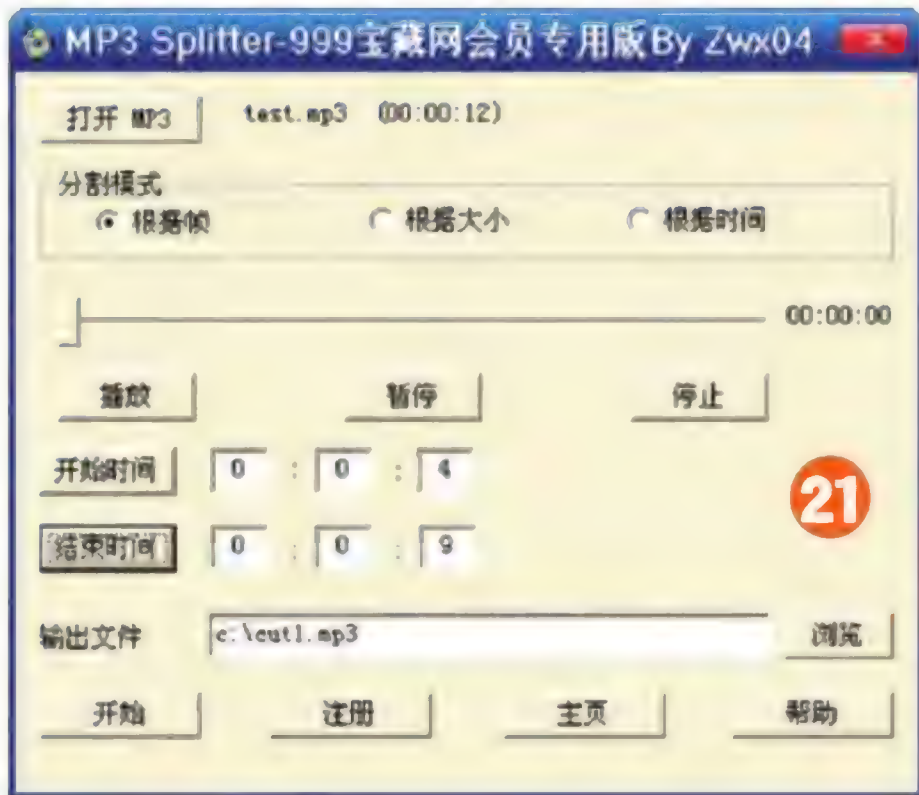 MP3 Splitter-999宝藏网会员专用版By Zwx04
打开 MP3 test.mp3 (00:00:12)
分割模式
根据帧 根据大小 根据时间
00:00:00
播放 暂停 停止
开始时间 0 : 0 : 4
21
结束时间 0 : 0 : 9
输出文件 c:\cut1.mp3 浏览
开始 注册 主页 帮助